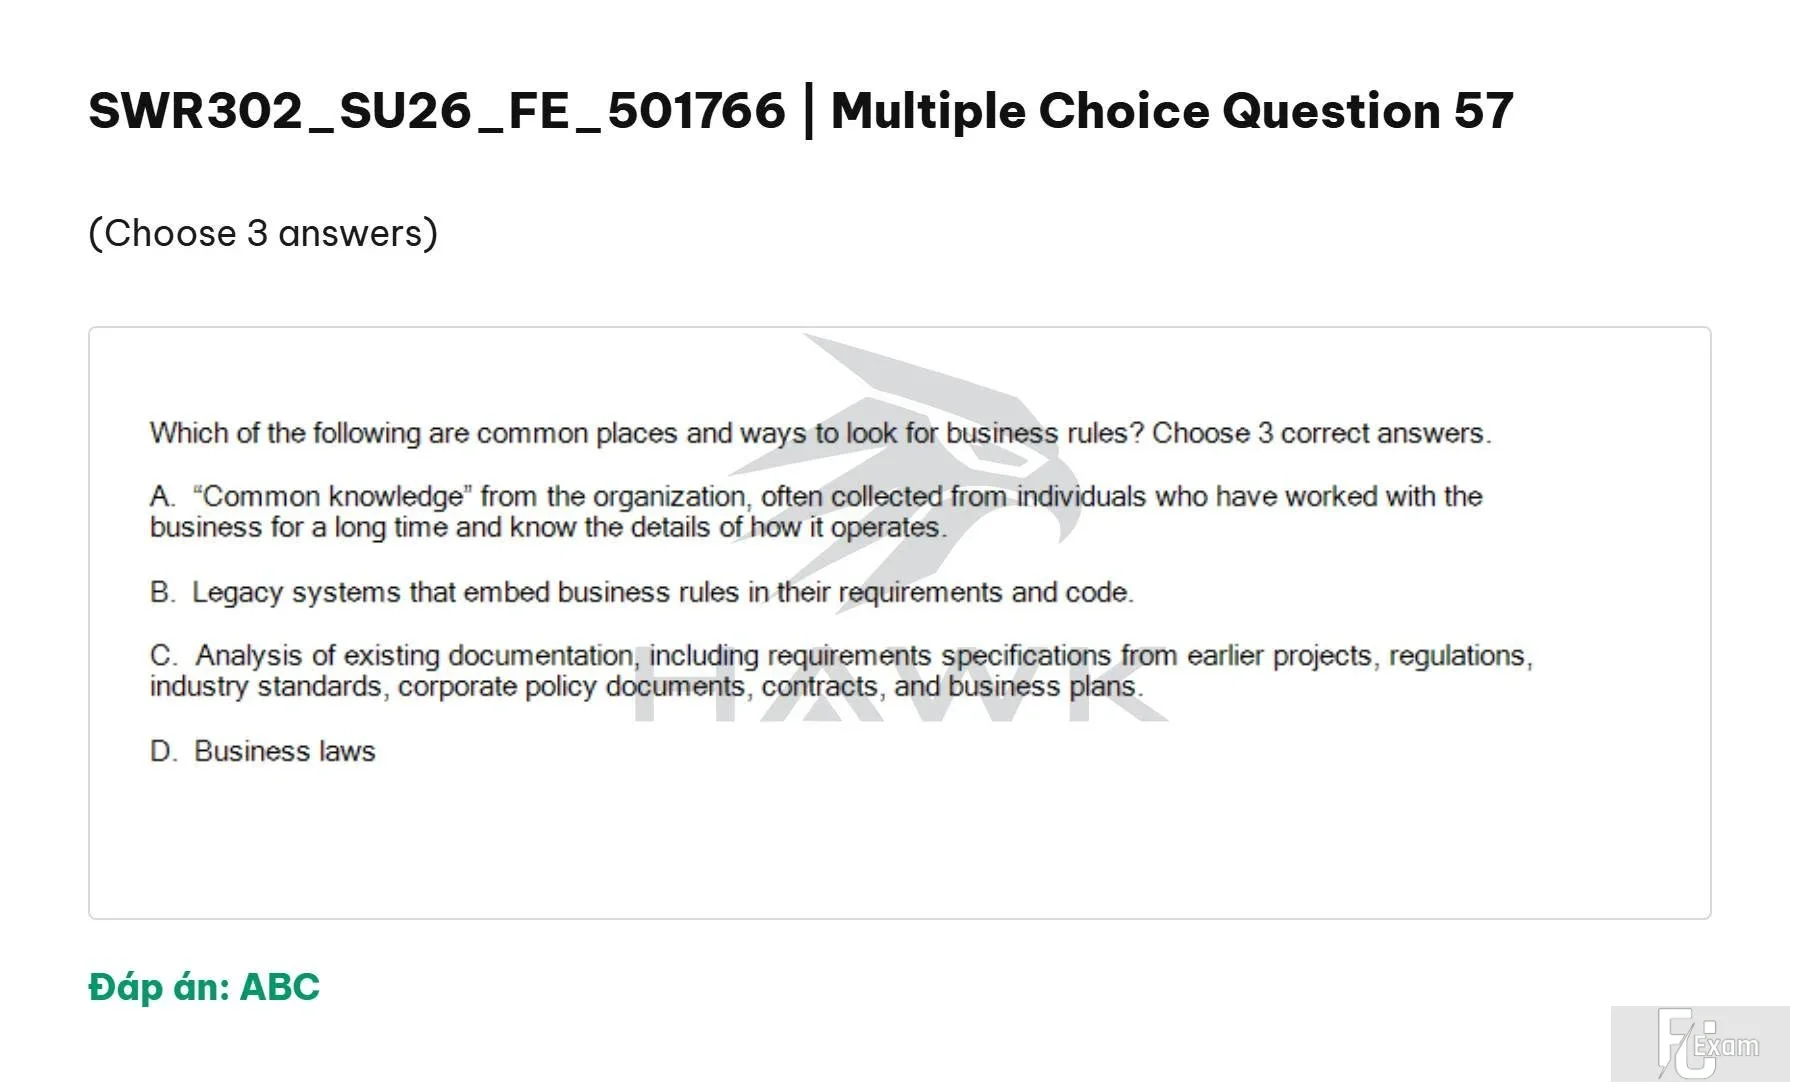 SWR302_SU26_FE_501766 | Multiple Choice Question 57
(Choose 3 answers)
Which of the following are common places and ways to look for business rules? Choose 3 correct answers.
A.  “Common knowledge” from the organization, often collected from individuals who have worked with the
business for a long time and know the details of how it operates.
B.  Legacy systems that embed business rules in their requirements and code.
C.  Analysis of existing documentation, including requirements specifications from earlier projects, regulations,
industry standards, corporate policy documents, contracts, and business plans.
HAWK
D.  Business laws
Đáp án: ABC
Exam